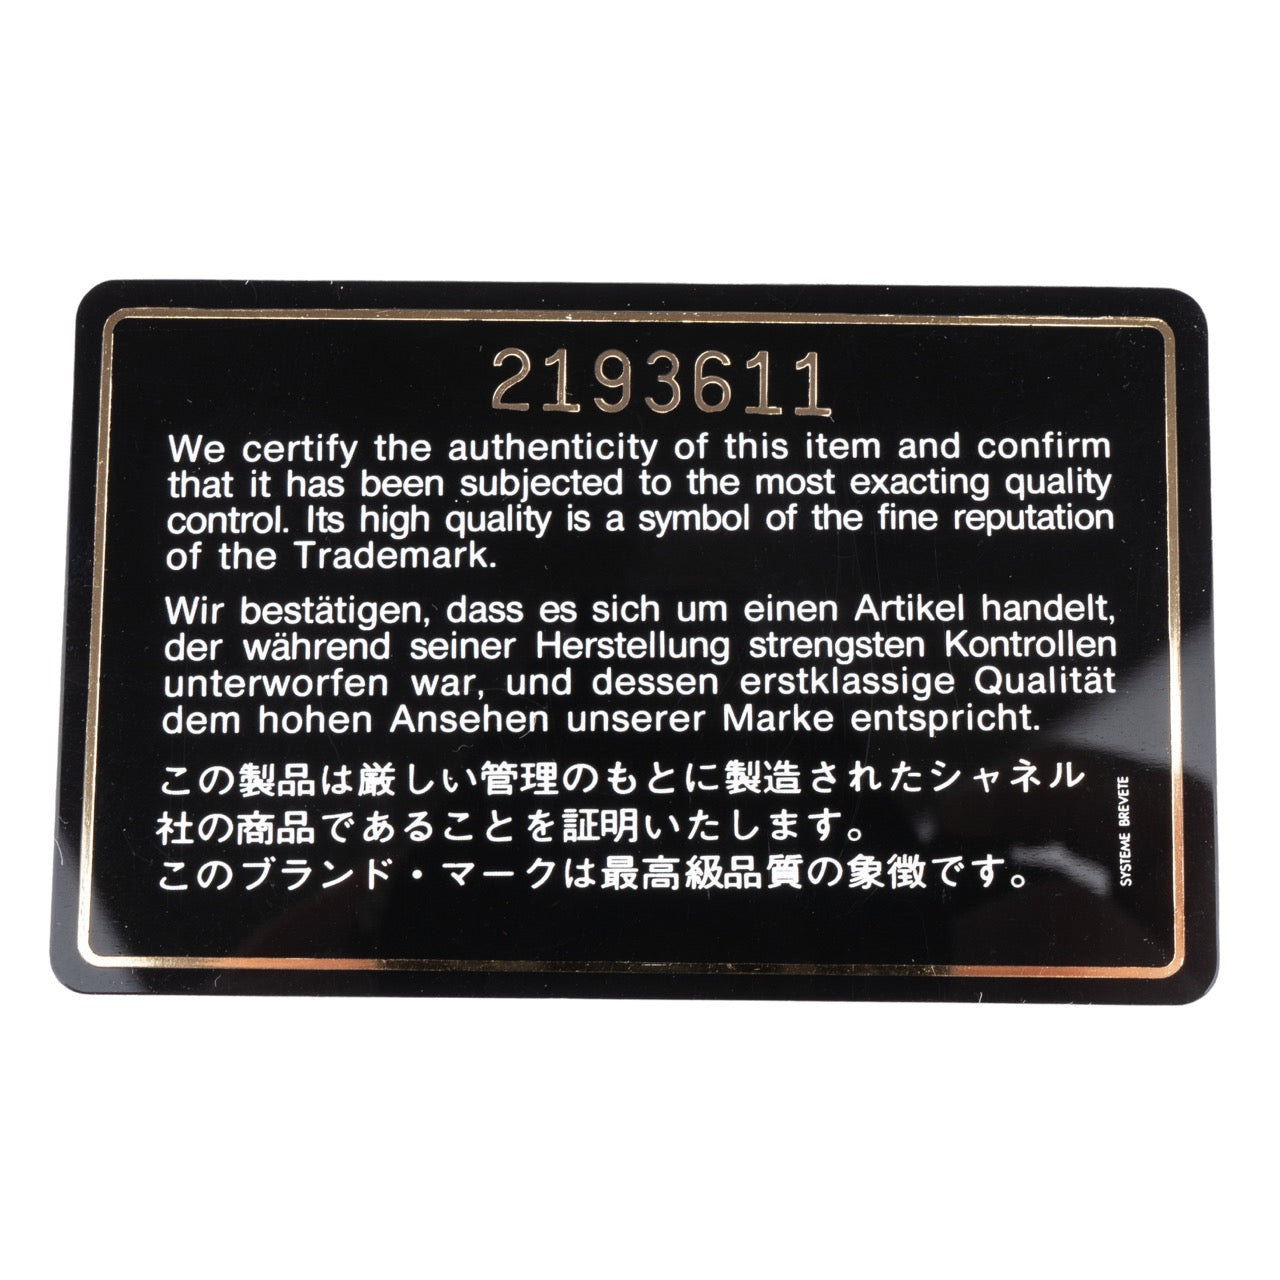 2193611
We certify the authenticity of this item and confirm
that it has been subjected to the most exacting quality
control. Its high quality is a symbol of the fine reputation
of the Trademark.
Wir bestätigen, dass es sich um einen Artikel handelt,
der während seiner Herstellung strengsten Kontrollen
unterworfen war, und dessen erstklassige Qualität
dem hohen Ansehen unserer Marke entspricht.
この製品は厳しい管理のもとに製造されたシャネル
社の商品であることを証明いたします。
このブランド・マークは最高級品質の象徴です。
SYSTEME BREVETE